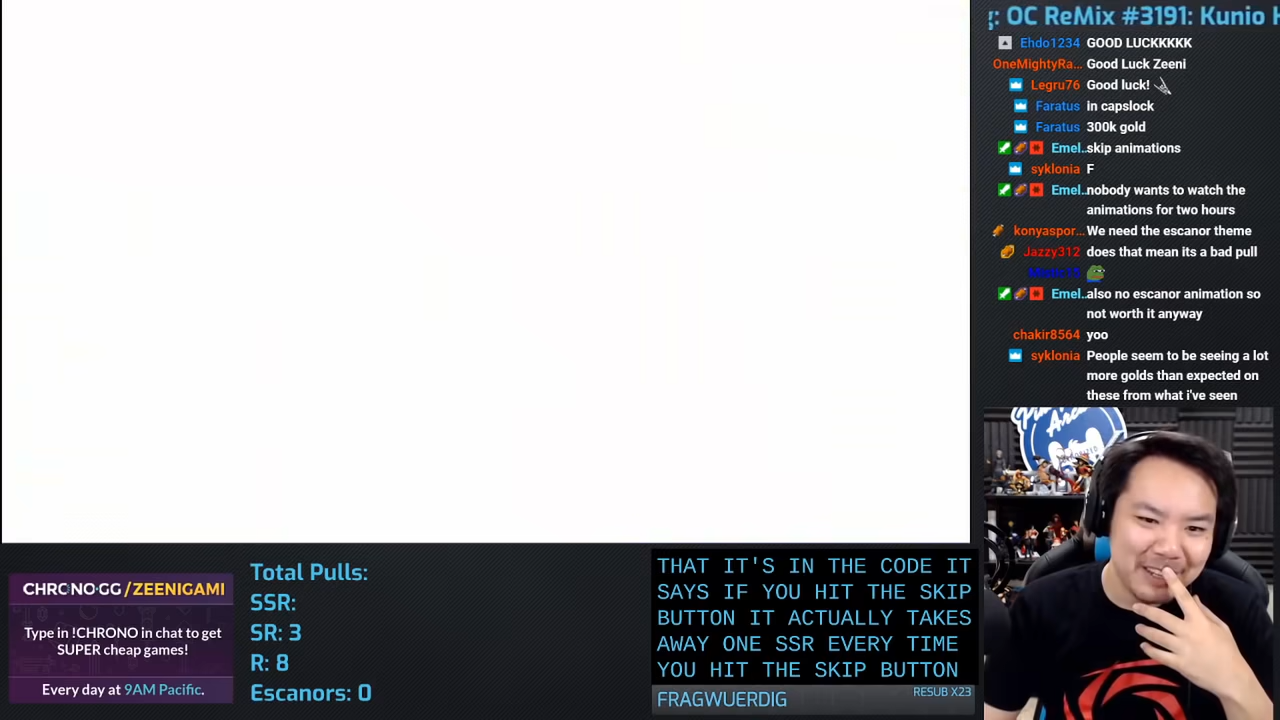 g: OC ReMix #3191: Kunio
Ehdo1234 GOOD LUCKKKKK
OneMightyRa... Good Luck Zeeni
Legru76 Good luck!
Faratus in capslock
Faratus 300k gold
Emel.. skip animations
syklonia F
Emel.. nobody wants to watch the
animations for two hours
konyaspor... We need the escanor theme
Jazzy312 does that mean its a bad pull
Emel.. also no escanor animation so
not worth it anyway
chakir8564 yoo
syklonia People seem to be seeing a lot
more golds than expected on
these from what i've seen
CHRONO.GG/ZEENIGAMI
Type in !CHRONO in chat to get
SUPER cheap games!
Every day at 9AM Pacific.
Total Pulls:
SSR:
SR: 3
R: 8
Escanors: 0
THAT IT'S IN THE CODE IT
SAYS IF YOU HIT THE SKIP
BUTTON IT ACTUALLY TAKES
AWAY ONE SSR EVERY TIME
YOU HIT THE SKIP BUTTON
FRAGWUERDIG RESUB X23